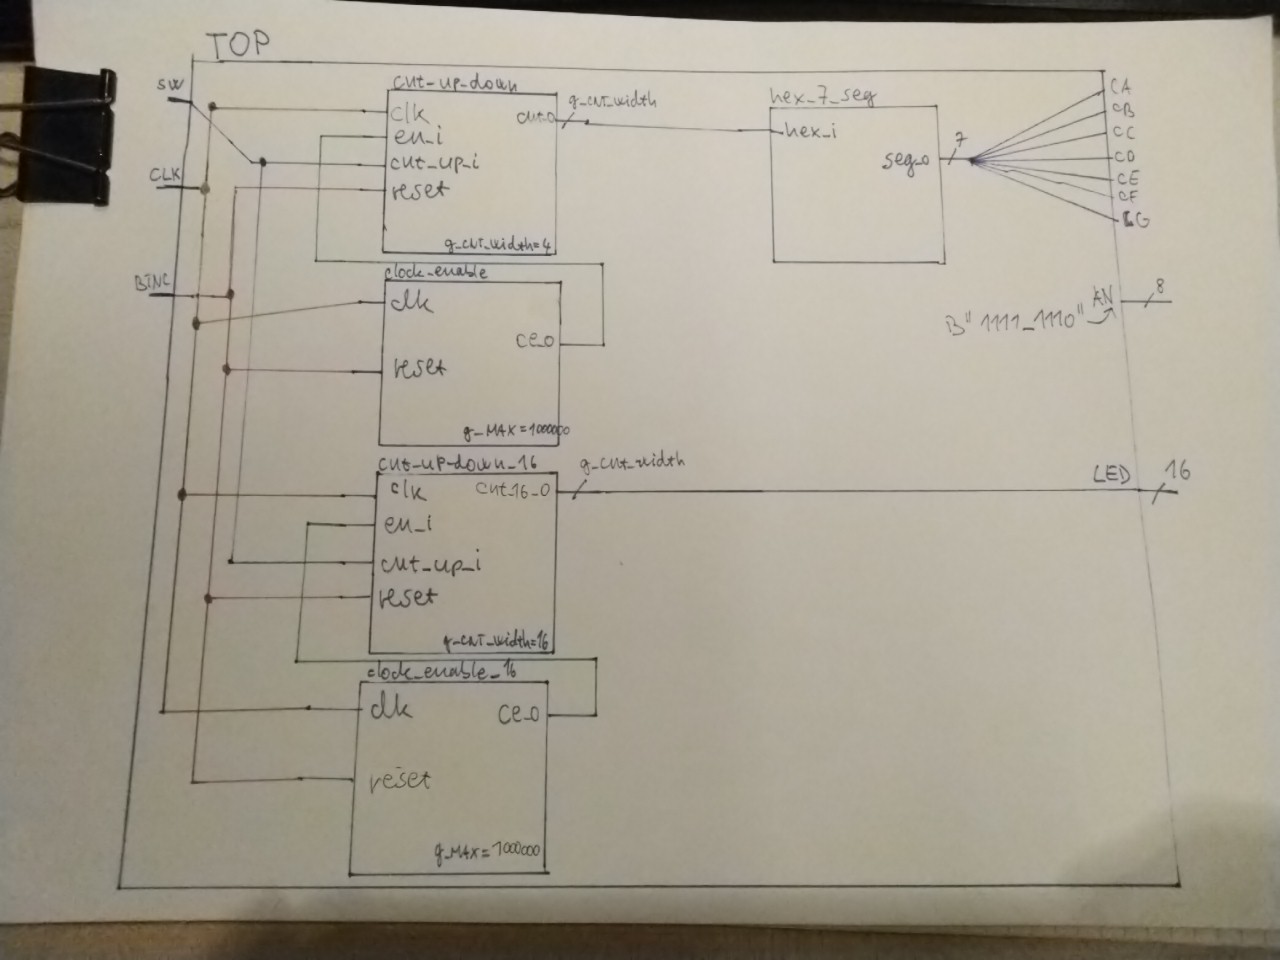 TOP
SW
CLK
BTNC
cnt_up_down
clk
en_i
cnt_up_i
reset
cnt_o
g_CNT_width=4
g_CNT_width
hex_7_seg
hex_i
seg_o
7
CA
CB
CC
CD
CE
CF
CG
clock_enable
clk
reset
ce_o
g_MAX=1000000
AN
8
B"1111_1110"
cnt_up_down_16
clk
en_i
cnt_up_i
reset
cnt_16_o
g_CNT_width=16
g_cnt_width
LED
16
clock_enable_16
clk
reset
ce_o
g_MAX=1000000